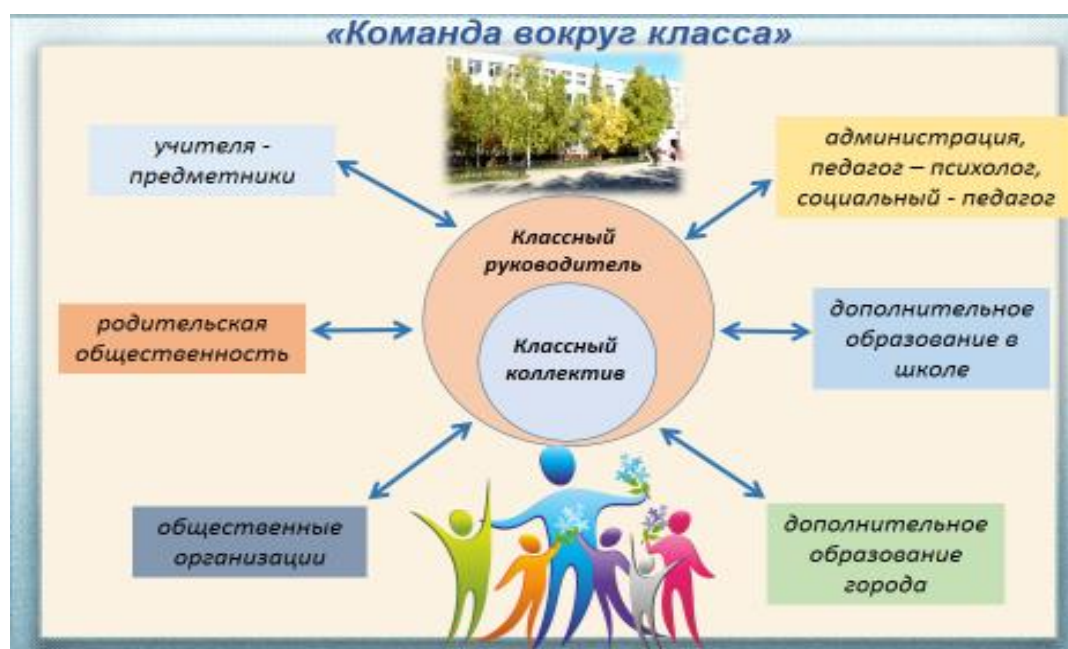 «Команда вокруг класса»
учителя -
предметники
администрация,
педагог – психолог,
социальный - педагог
Классный
руководитель
родительская
общественность
Классный
коллектив
дополнительное
образование в
школе
общественные
организации
дополнительное
образование
города